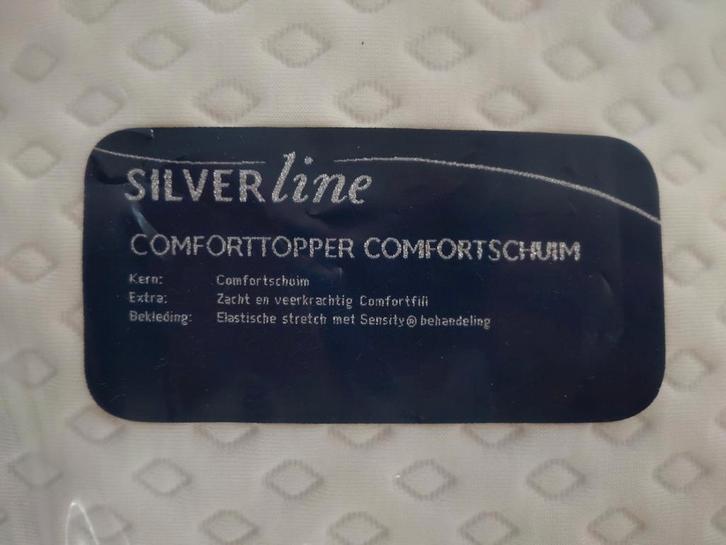 SILVERline
COMFORTTOPPER COMFORTSCHUIM
Kern: Comfortschuim
Extra: Zacht en veerkrachtig Comfortfill
Bekleding: Elastische stretch met Sensity® behandeling